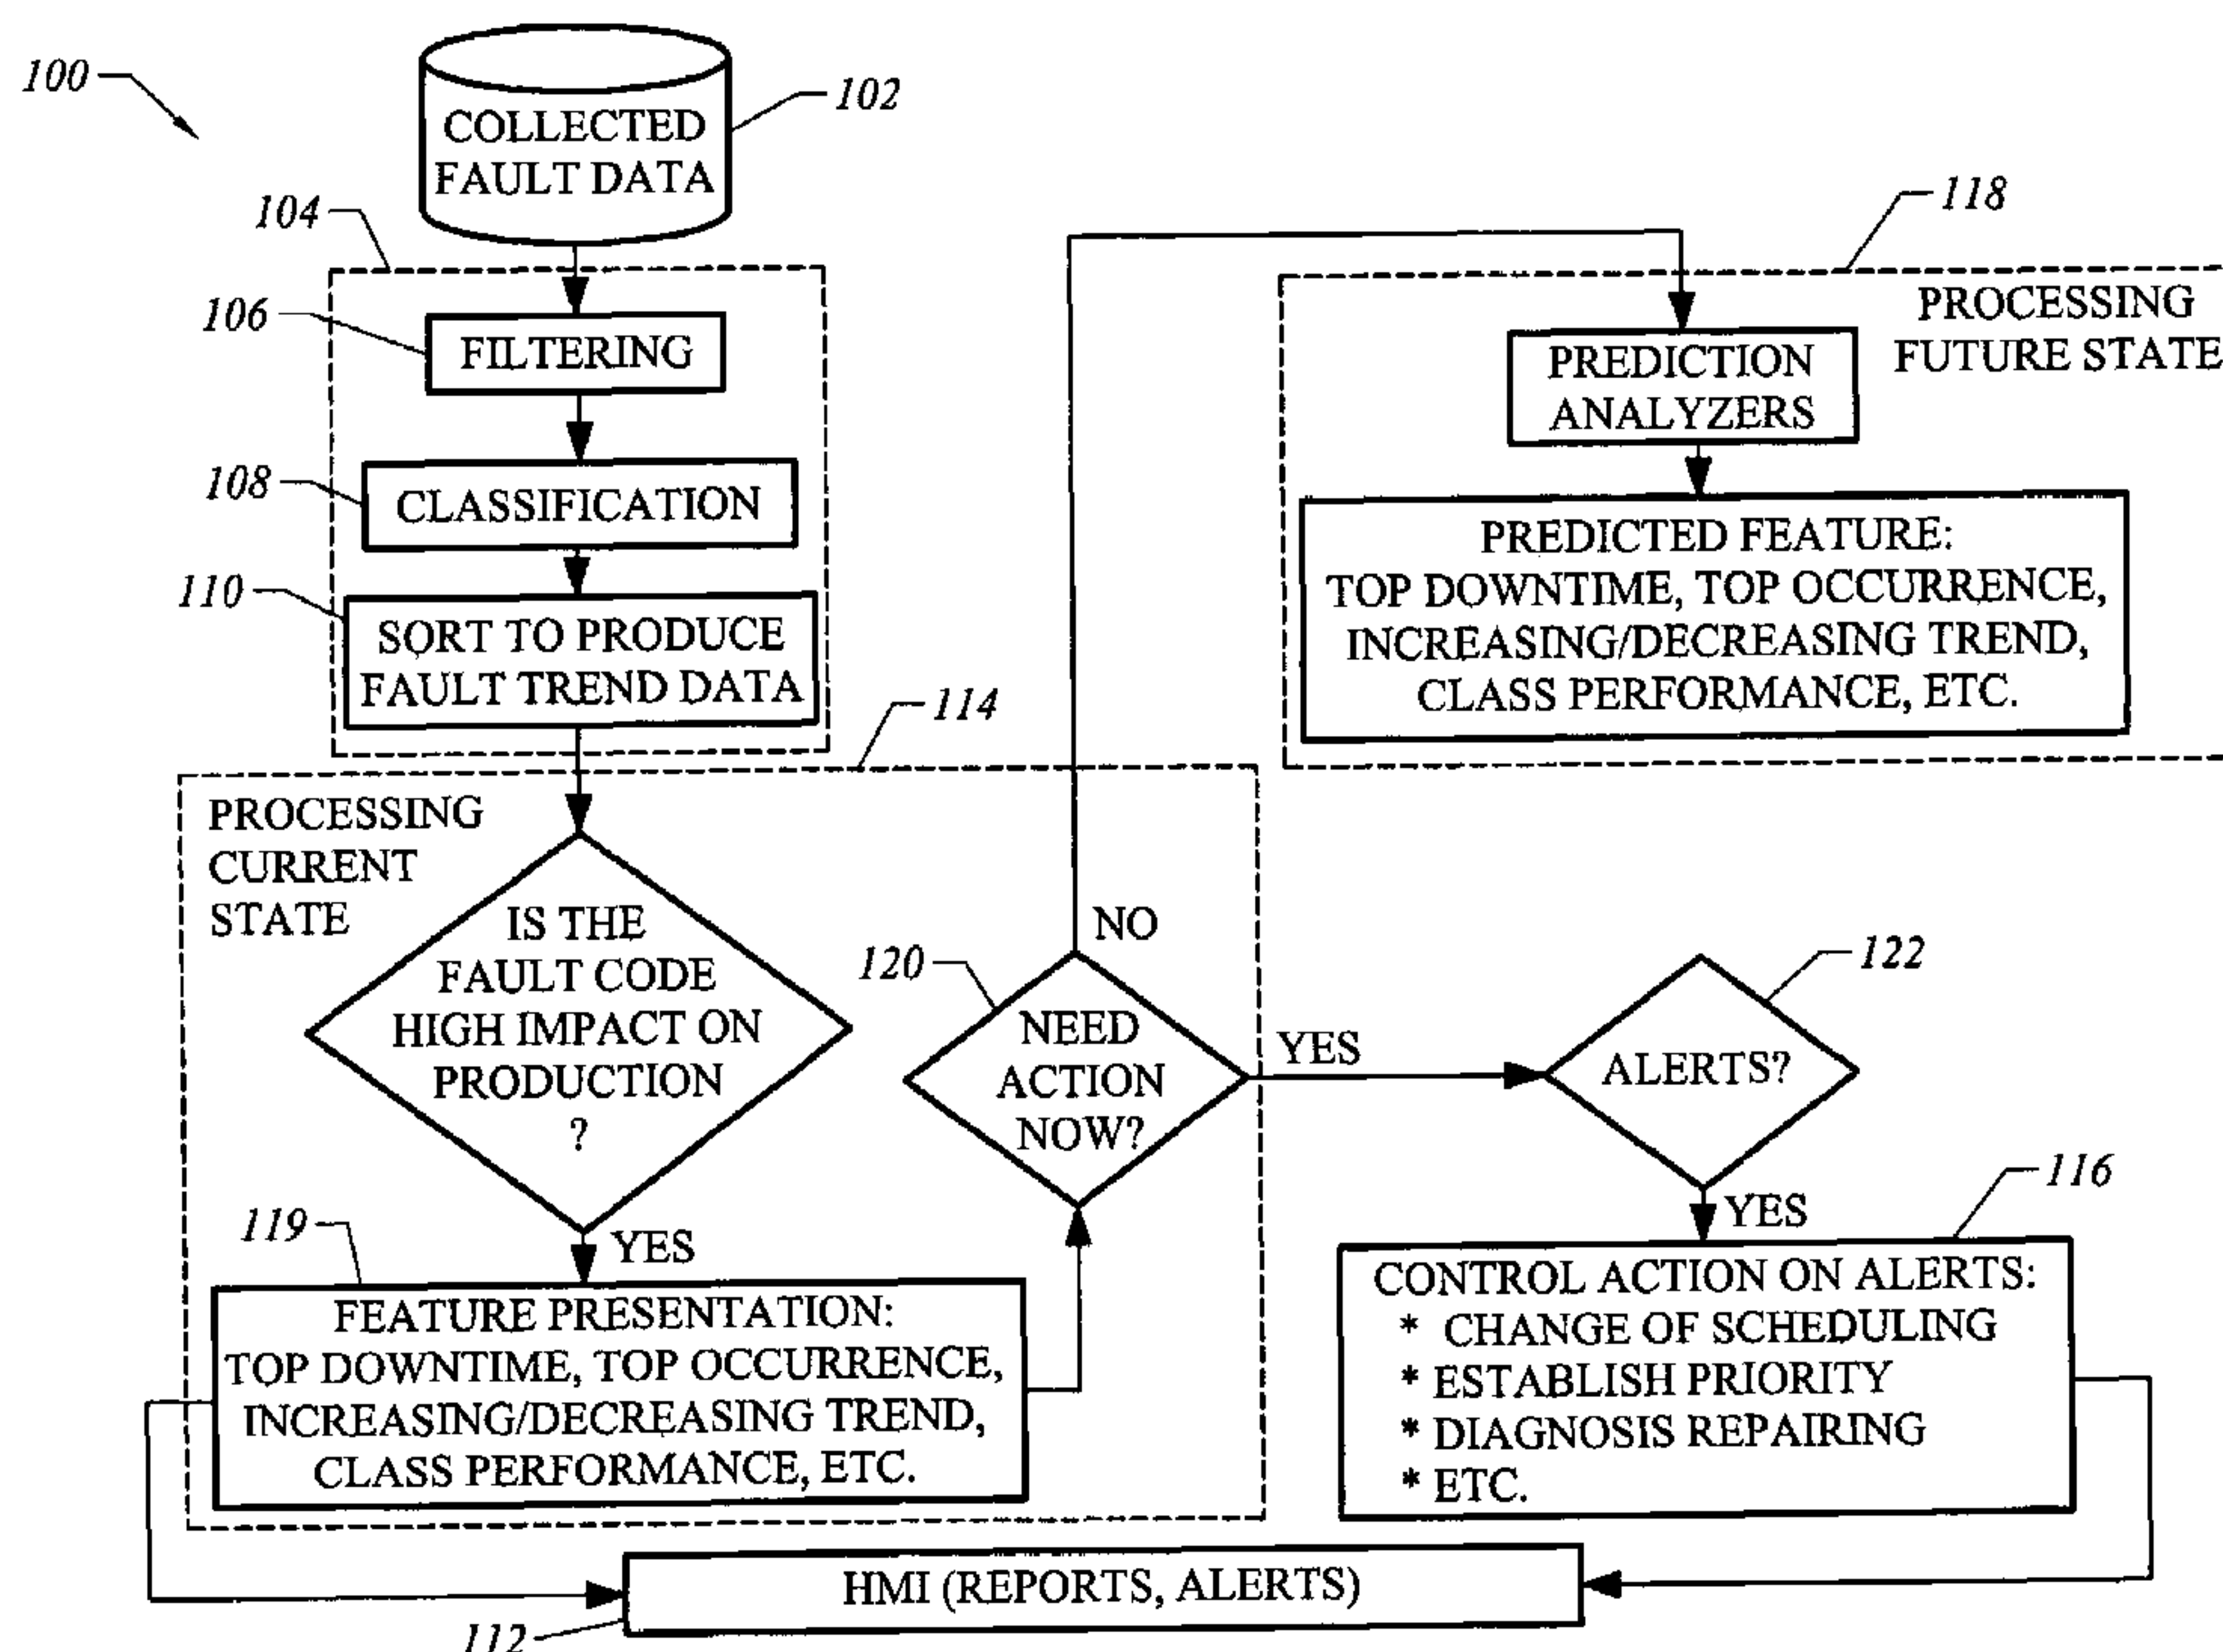 100
COLLECTED
FAULT DATA
102
104
106
FILTERING
108
CLASSIFICATION
110
SORT TO PRODUCE
FAULT TREND DATA
118
PROCESSING
FUTURE STATE
PREDICTION
ANALYZERS
PREDICTED FEATURE:
TOP DOWNTIME, TOP OCCURRENCE,
INCREASING/DECREASING TREND,
CLASS PERFORMANCE, ETC.
114
PROCESSING
CURRENT
STATE
IS THE
FAULT CODE
HIGH IMPACT ON
PRODUCTION
?
YES
119
FEATURE PRESENTATION:
TOP DOWNTIME, TOP OCCURRENCE,
INCREASING/DECREASING TREND,
CLASS PERFORMANCE, ETC.
120
NEED
ACTION
NOW?
NO
YES
122
ALERTS?
YES
116
CONTROL ACTION ON ALERTS:
* CHANGE OF SCHEDULING
* ESTABLISH PRIORITY
* DIAGNOSIS REPAIRING
* ETC.
HMI (REPORTS, ALERTS)
112